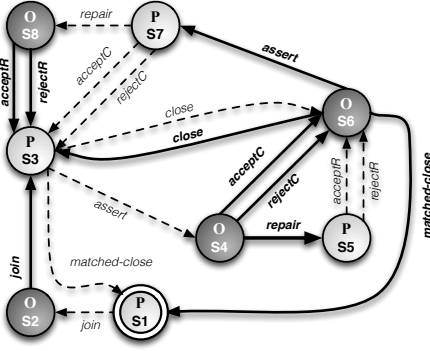 O
S8
repair
P
S7
acceptR
rejectR
acceptC
rejectC
assert
close
close
O
S6
P
S3
acceptC
rejectC
acceptR
rejectR
matched-close
assert
O
S4
repair
P
S5
join
matched-close
O
S2
join
P
S1